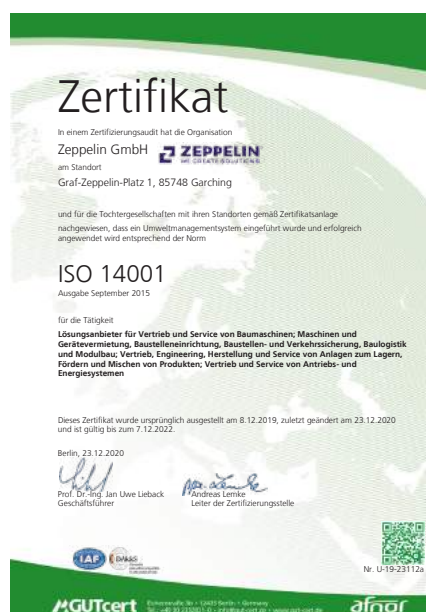 Zertifikat
In einem Zertifizierungsaudit hat die Organisation
Zeppelin GmbH ZEPPELIN
WE CREATE SOLUTIONS
am Standort
Graf-Zeppelin-Platz 1, 85748 Garching
und für die Tochtergesellschaften mit ihren Standorten gemäß Zertifikatsanlage
nachgewiesen, dass ein Umweltmanagementsystem eingeführt wurde und erfolgreich
angewendet wird entsprechend der Norm
ISO 14001
Ausgabe September 2015
für die Tätigkeit
Lösungsanbieter für Vertrieb und Service von Baumaschinen; Maschinen und
Gerätevermietung, Baustelleneinrichtung, Baustellen- und Verkehrssicherung, Baulogistik
und Modulbau; Vertrieb, Engineering, Herstellung und Service von Anlagen zum Lagern,
Fördern und Mischen von Produkten; Vertrieb und Service von Antriebs- und
Energiesystemen
Dieses Zertifikat wurde ursprünglich ausgestellt am 8.12.2019, zuletzt geändert am 23.12.2020
und ist gültig bis zum 7.12.2022.
Berlin, 23.12.2020
Prof. Dr.-Ing. Jan Uwe Lieback Andreas Lemke
Geschäftsführer Leiter der Zertifizierungsstelle
IAF DAkkS
Nr. U-19-23112a
GUTcert afnor